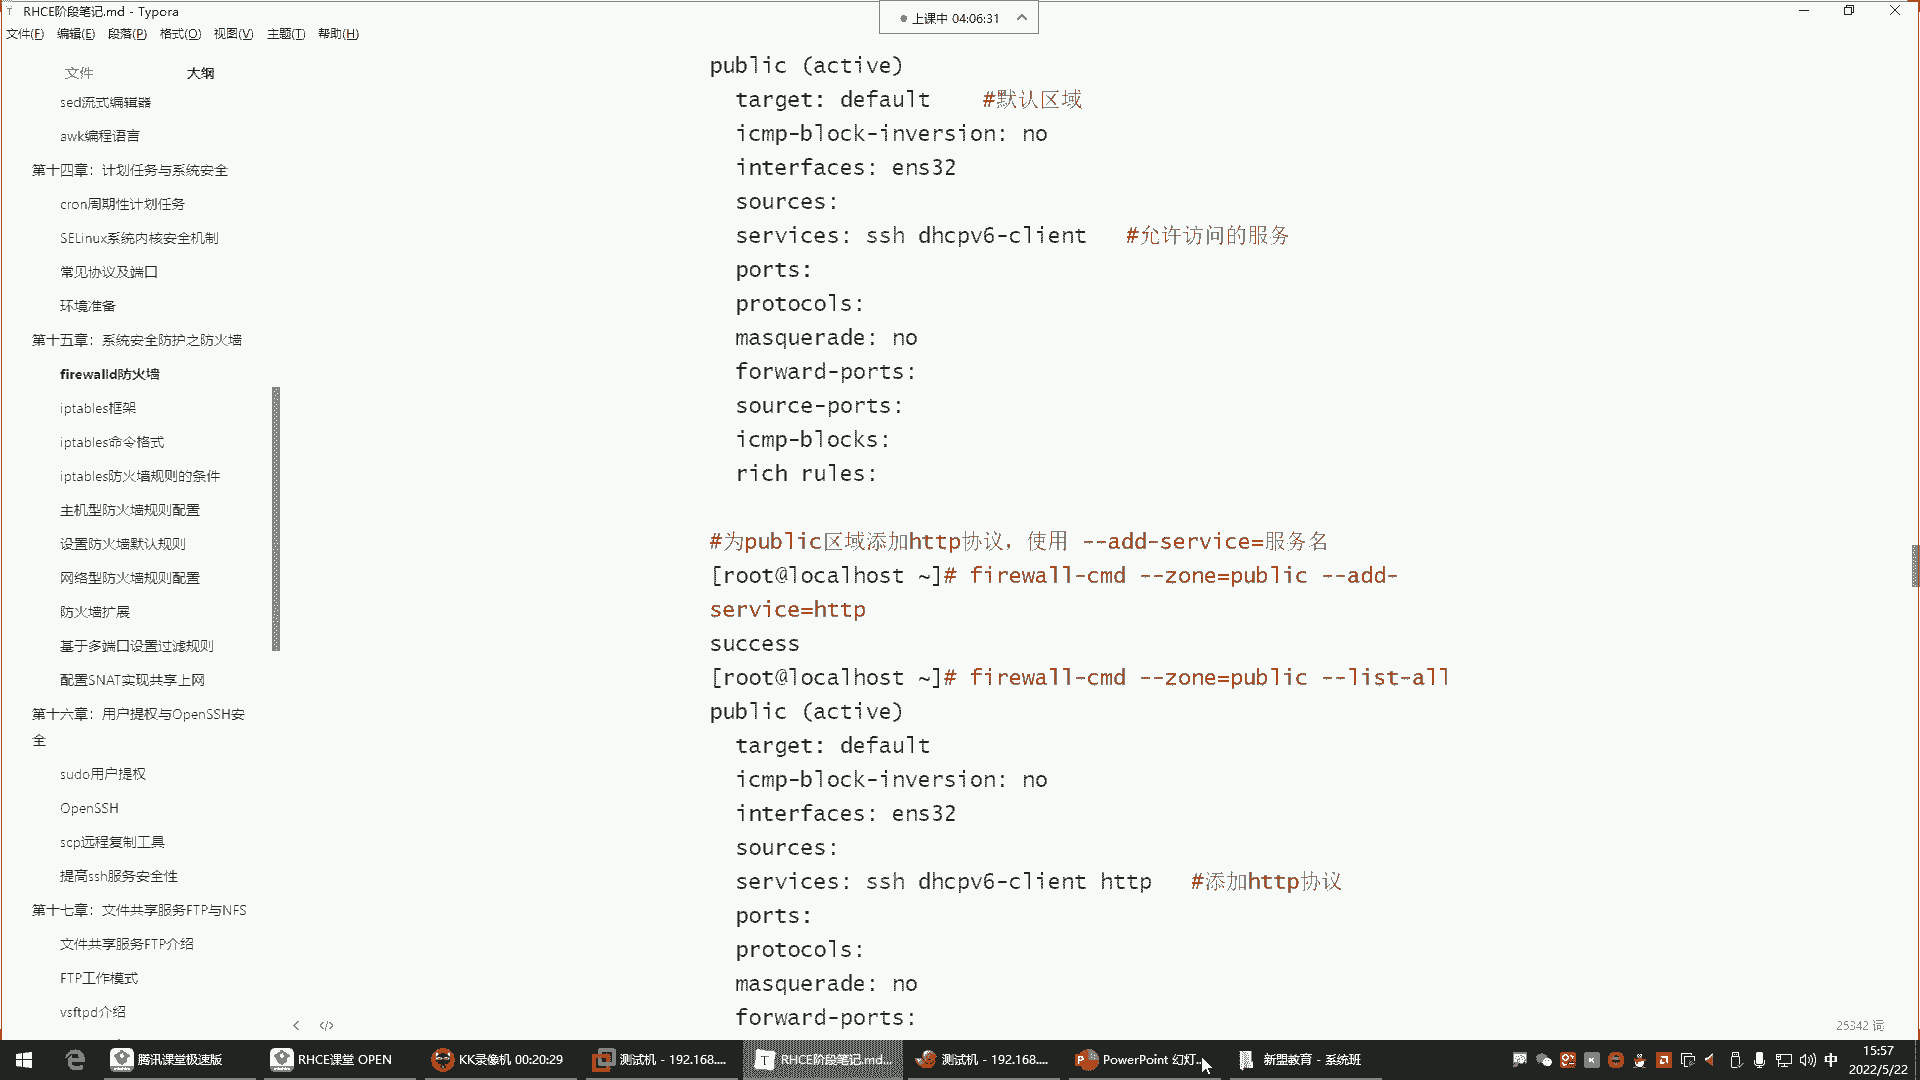 RHCE阶段笔记.md - Typora
上课中 04:06:31
文件(F) 编辑(E) 段落(P) 格式(O) 视图(V) 主题(T) 帮助(H)
文件 大纲
sed流式编辑器
awk编程语言
第十四章：计划任务与系统安全
cron周期性计划任务
SELinux系统内核安全机制
常见协议及端口
环境准备
第十五章：系统安全防护之防火墙
firewalld防火墙
iptables框架
iptables命令格式
iptables防火墙规则的条件
主机型防火墙规则配置
设置防火墙默认规则
网络型防火墙规则配置
防火墙扩展
基于多端口设置过滤规则
配置SNAT实现共享上网
第十六章：用户提权与OpenSSH安
全
sudo用户提权
OpenSSH
scp远程复制工具
提高ssh服务安全性
第十七章：文件共享服务FTP与NFS
文件共享服务FTP介绍
FTP工作模式
vsftpd介绍
public (active)
target: default #默认区域
icmp-block-inversion: no
interfaces: ens32
sources:
services: ssh dhcpv6-client #允许访问的服务
ports:
protocols:
masquerade: no
forward-ports:
source-ports:
icmp-blocks:
rich rules:
#为public区域添加http协议，使用 --add-service=服务名
[root@localhost ~]# firewall-cmd --zone=public --add-
service=http
success
[root@localhost ~]# firewall-cmd --zone=public --list-all
public (active)
target: default
icmp-block-inversion: no
interfaces: ens32
sources:
services: ssh dhcpv6-client http #添加http协议
ports:
protocols:
masquerade: no
forward-ports:
25342 词
腾讯课堂极速版
RHCE课堂 OPEN
KK录像机 00:20:29
测试机 - 192.168....
RHCE阶段笔记.md...
测试机 - 192.168....
PowerPoint 幻灯...
新盟教育 - 系统班
中
15:57
2022/5/22